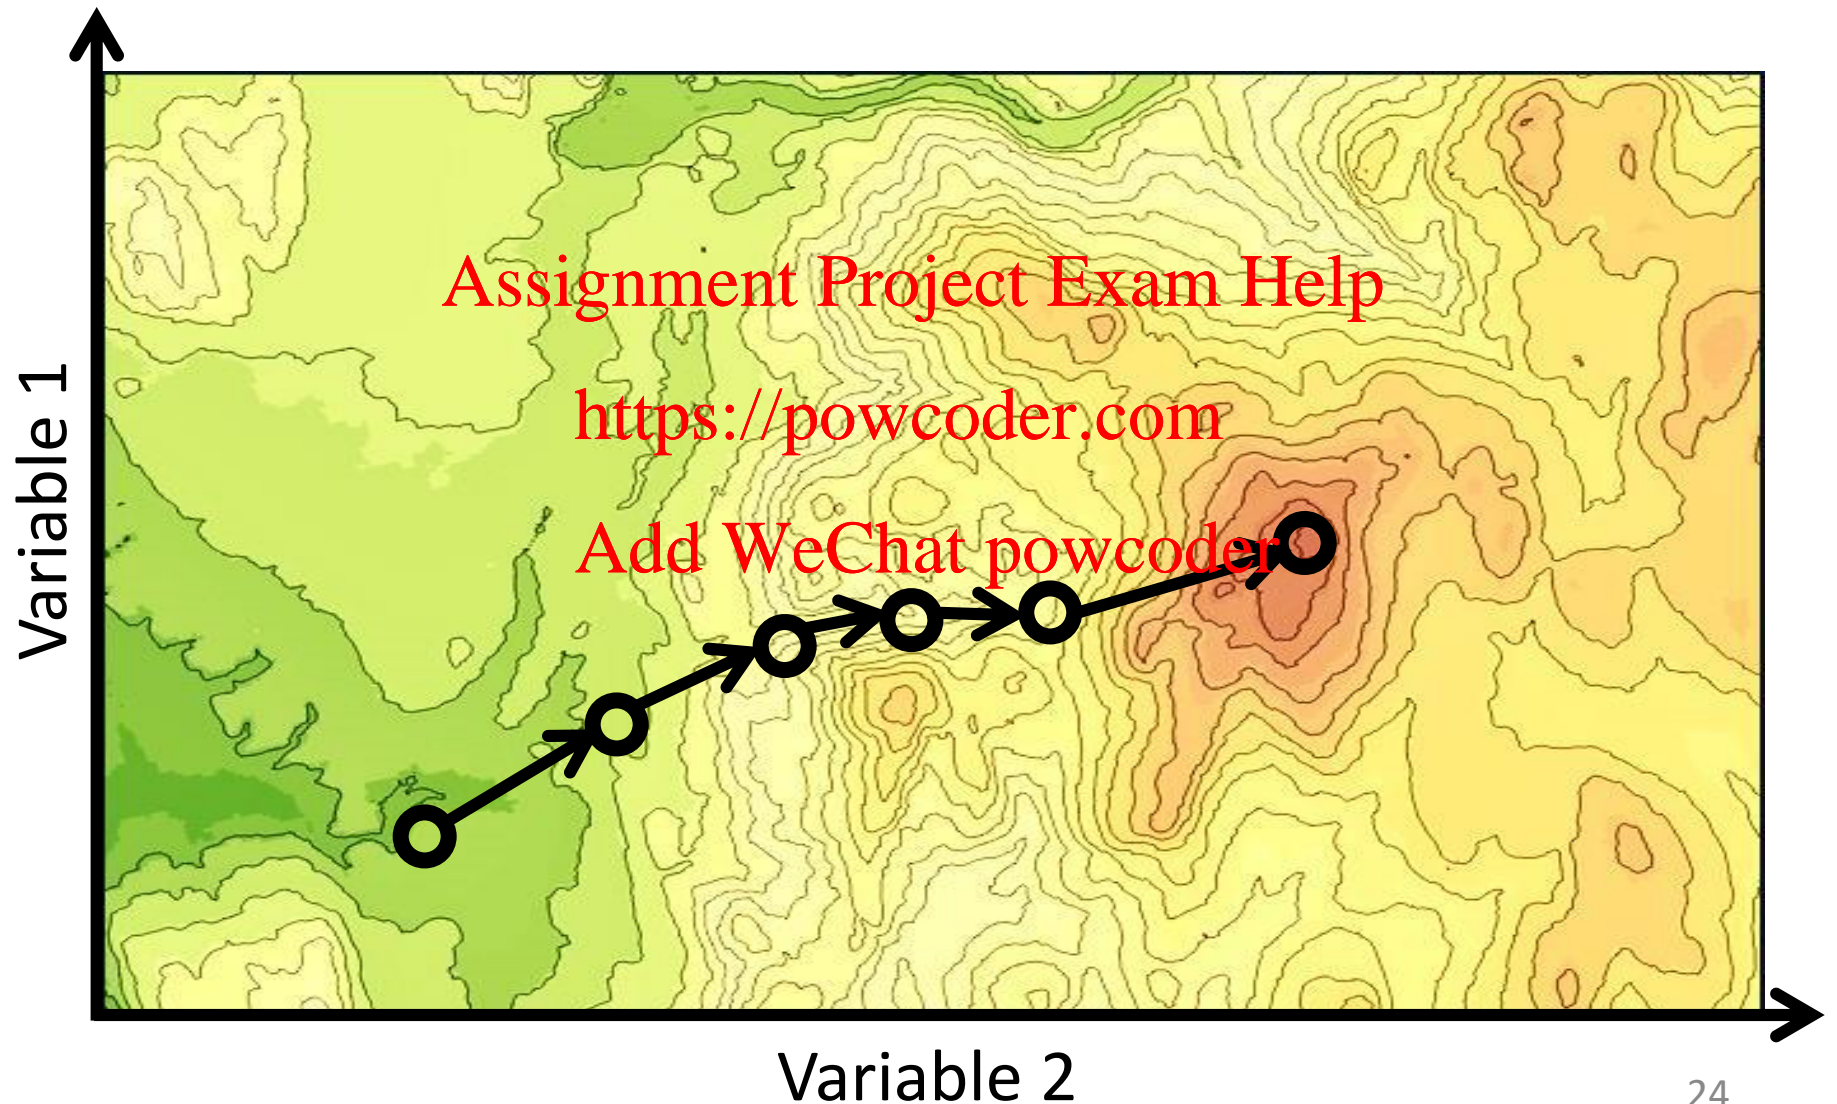 Variable 1
Assignment Project Exam Help
https://powcoder.com
Add WeChat powcoder
Variable 2
24